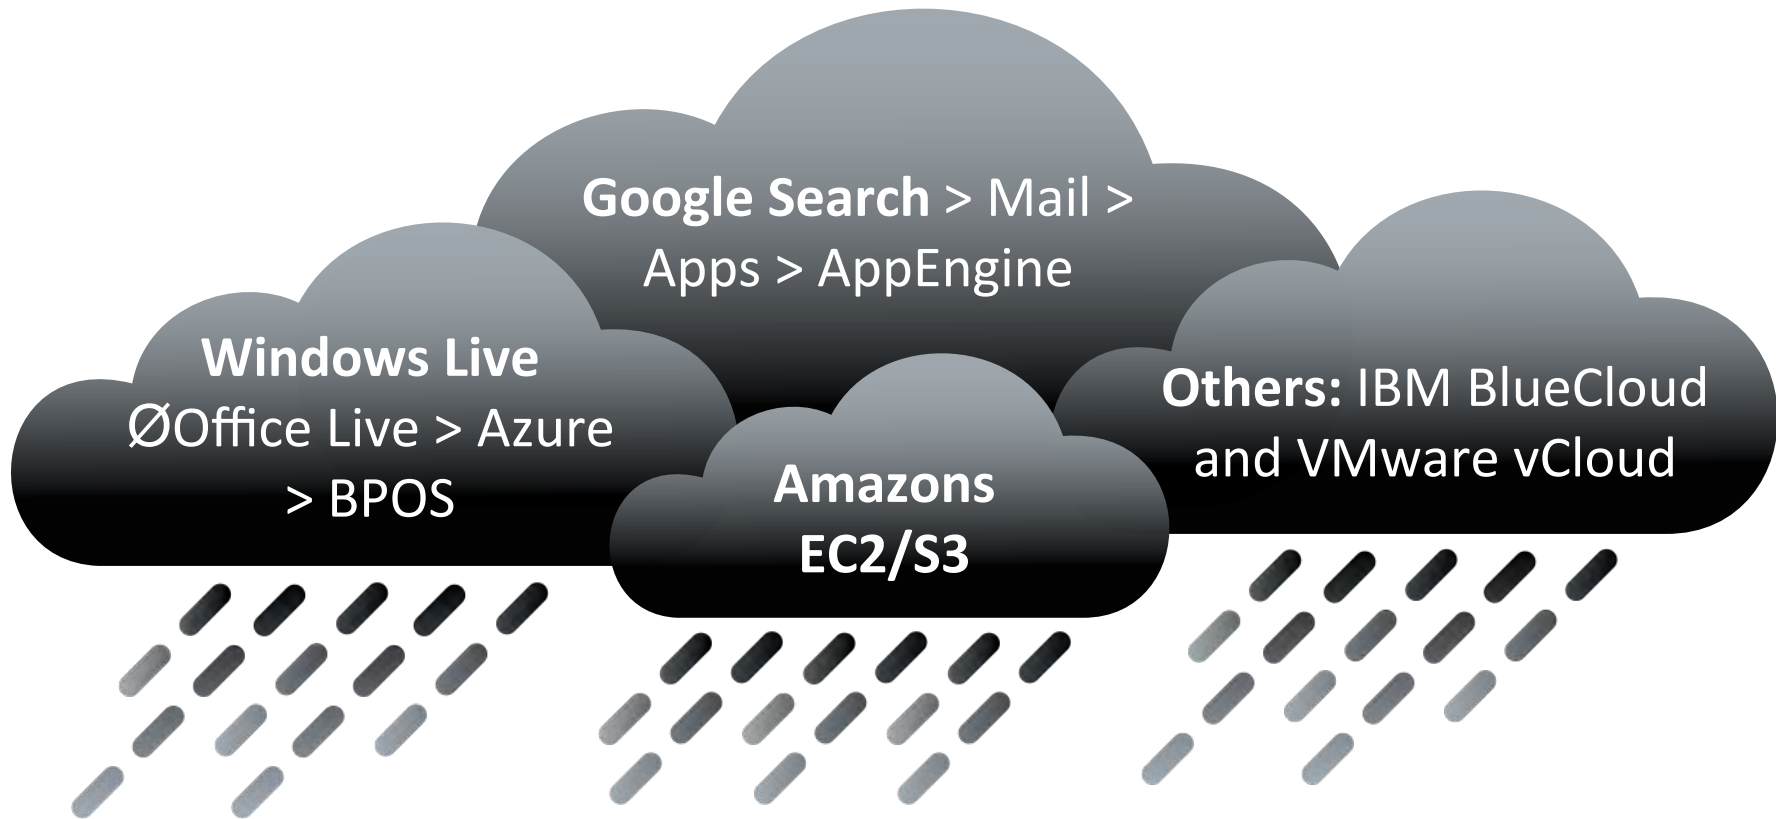 Google Search > Mail >
Apps > AppEngine
Windows Live
ØOffice Live > Azure
> BPOS
Amazons
EC2/S3
Others: IBM BlueCloud
and VMware vCloud